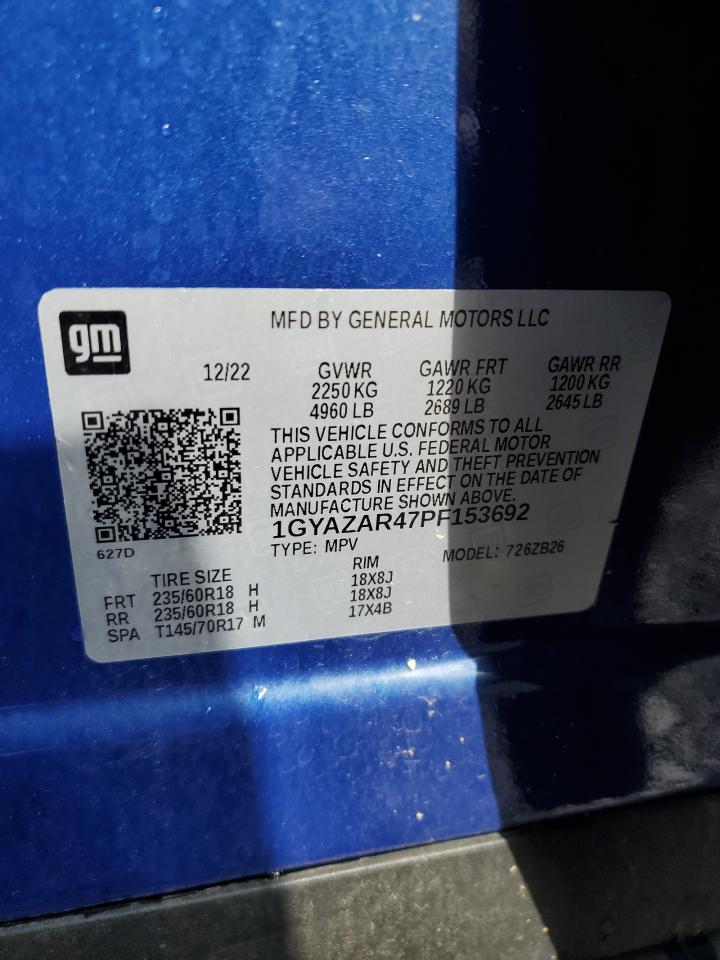 gm
MFD BY GENERAL MOTORS LLC
12/22 GVWR GAWR FRT GAWR RR
2250 KG 1220 KG 1200 KG
4960 LB 2689 LB 2645 LB
THIS VEHICLE CONFORMS TO ALL
APPLICABLE U.S. FEDERAL MOTOR
VEHICLE SAFETY AND THEFT PREVENTION
STANDARDS IN EFFECT ON THE DATE OF
MANUFACTURE SHOWN ABOVE.
1GYAZAR47PF153692
627D TYPE: MPV MODEL: 726ZB26
TIRE SIZE RIM
FRT 235/60R18 H 18X8J
RR 235/60R18 H 18X8J
SPA T145/70R17 M 17X4B